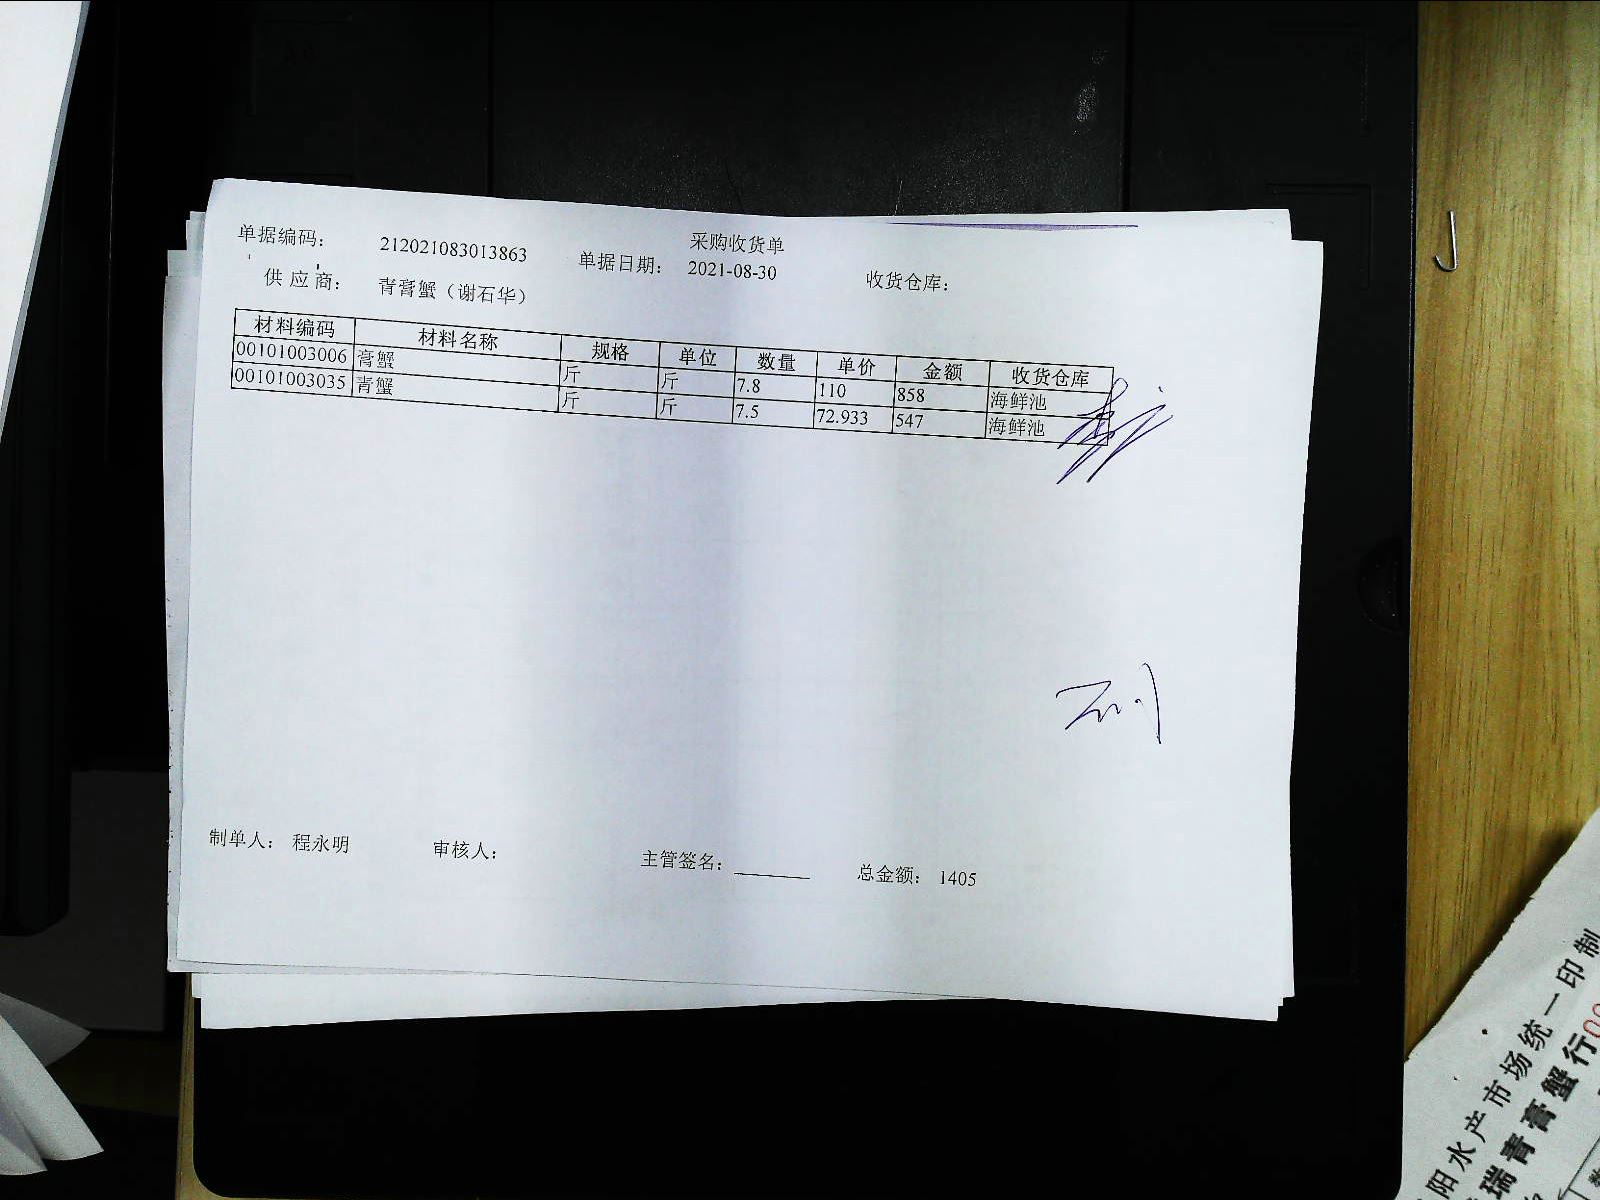 采购收货单
单据编码： 212021083013863 单据日期： 2021-08-30 收货仓库：
供应商： 青膏蟹（谢石华）
材料编码 材料名称 规格 单位 数量 单价 金额 收货仓库
00101003006 膏蟹 斤 斤 7.8 110 858 海鲜池
00101003035 青蟹 斤 斤 7.5 72.933 547 海鲜池
制单人： 程永明 审核人： 主管签名： 总金额： 1405
阳水产市场统一印制
瑞青膏蟹行